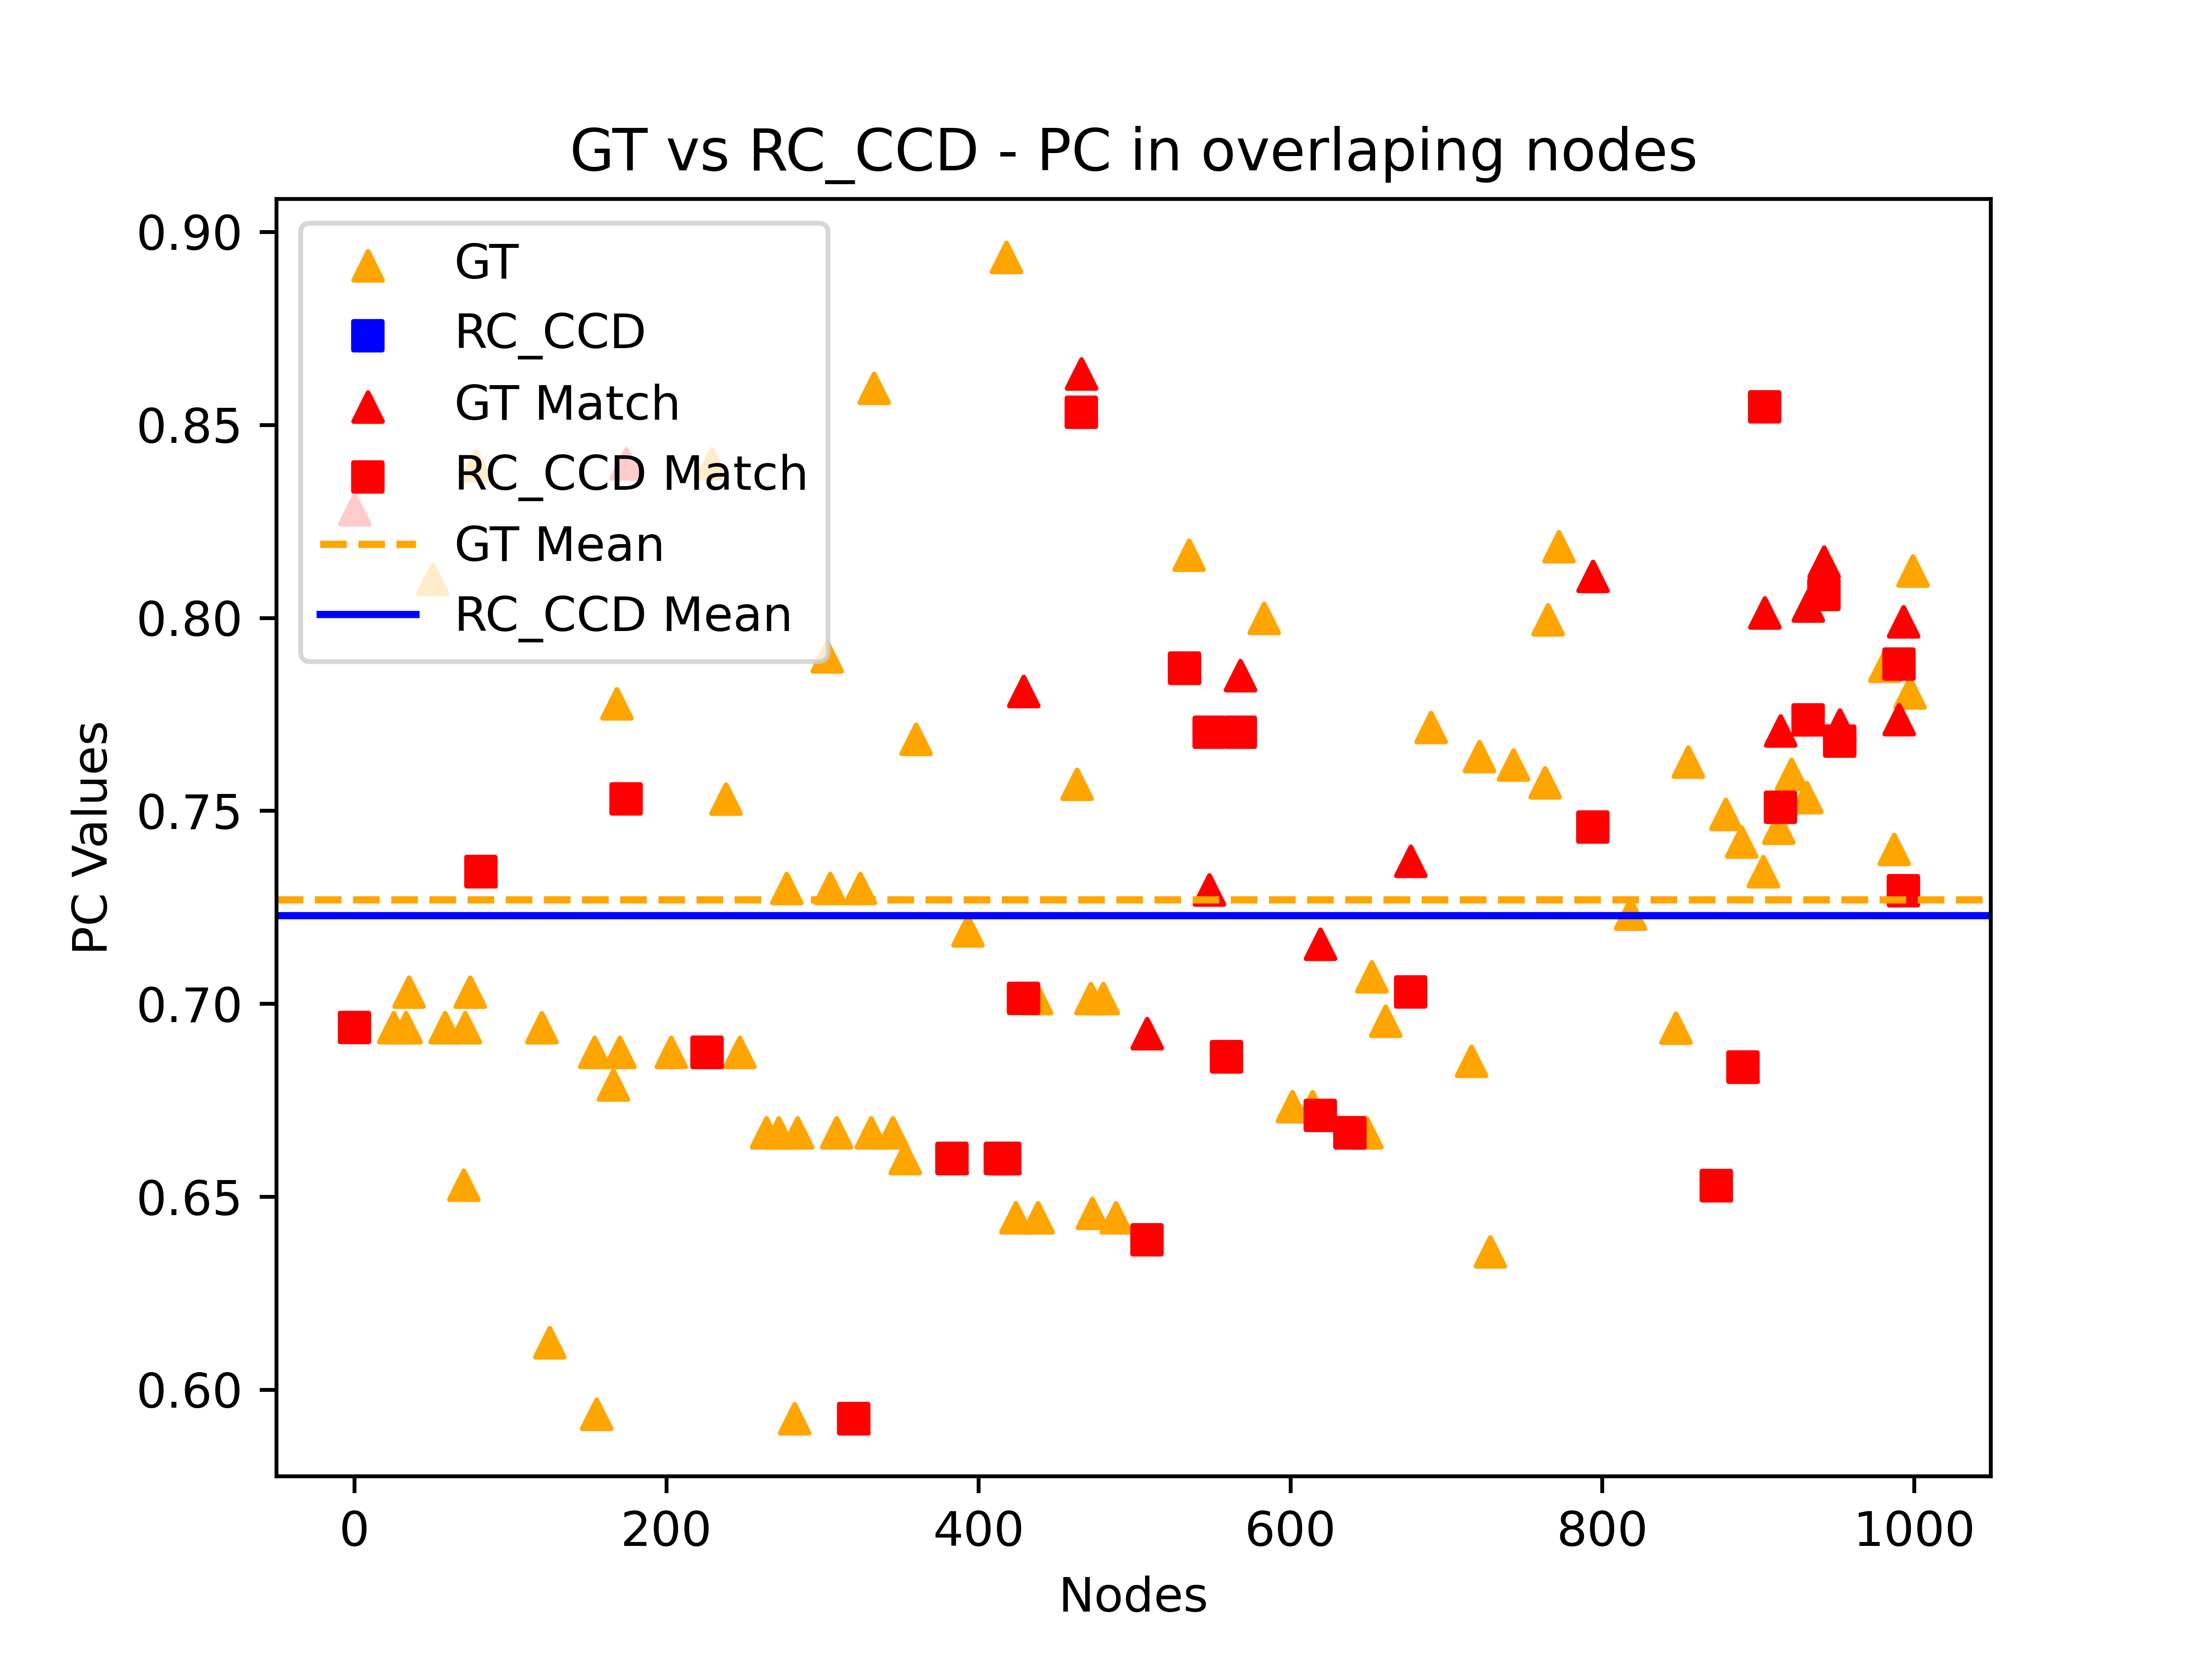 GT vs RC_CCD - PC in overlaping nodes
0.90
0.85
0.80
0.75
0.70
0.65
0.60
PC Values
GT
RC_CCD
GT Match
RC_CCD Match
GT Mean
RC_CCD Mean
0 200 400 600 800 1000
Nodes